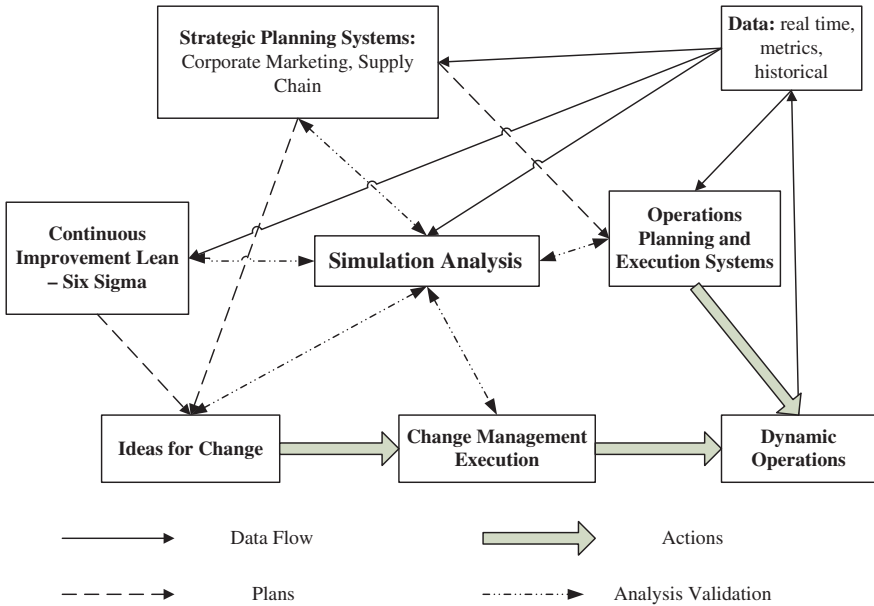 Strategic Planning Systems:
Corporate Marketing, Supply
Chain
Data: real time,
metrics,
historical
Continuous
Improvement Lean
– Six Sigma
Simulation Analysis
Operations
Planning and
Execution Systems
Ideas for Change
Change Management
Execution
Dynamic
Operations
Data Flow
Actions
Plans
Analysis Validation